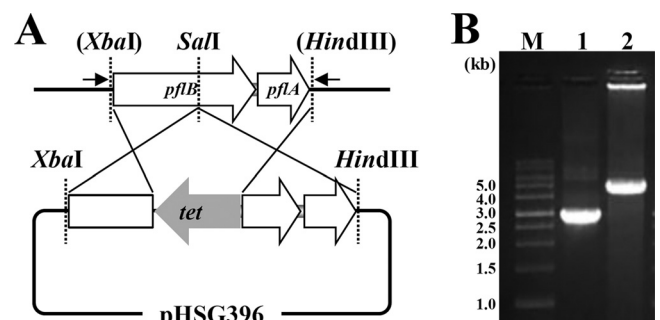 A
(XbaI) SalI (HindIII)
pflB pflA
XbaI HindIII
tet
pHSG396
B
M 1 2
(kb)
5.0
4.0
3.0
2.5
2.0
1.5
1.0